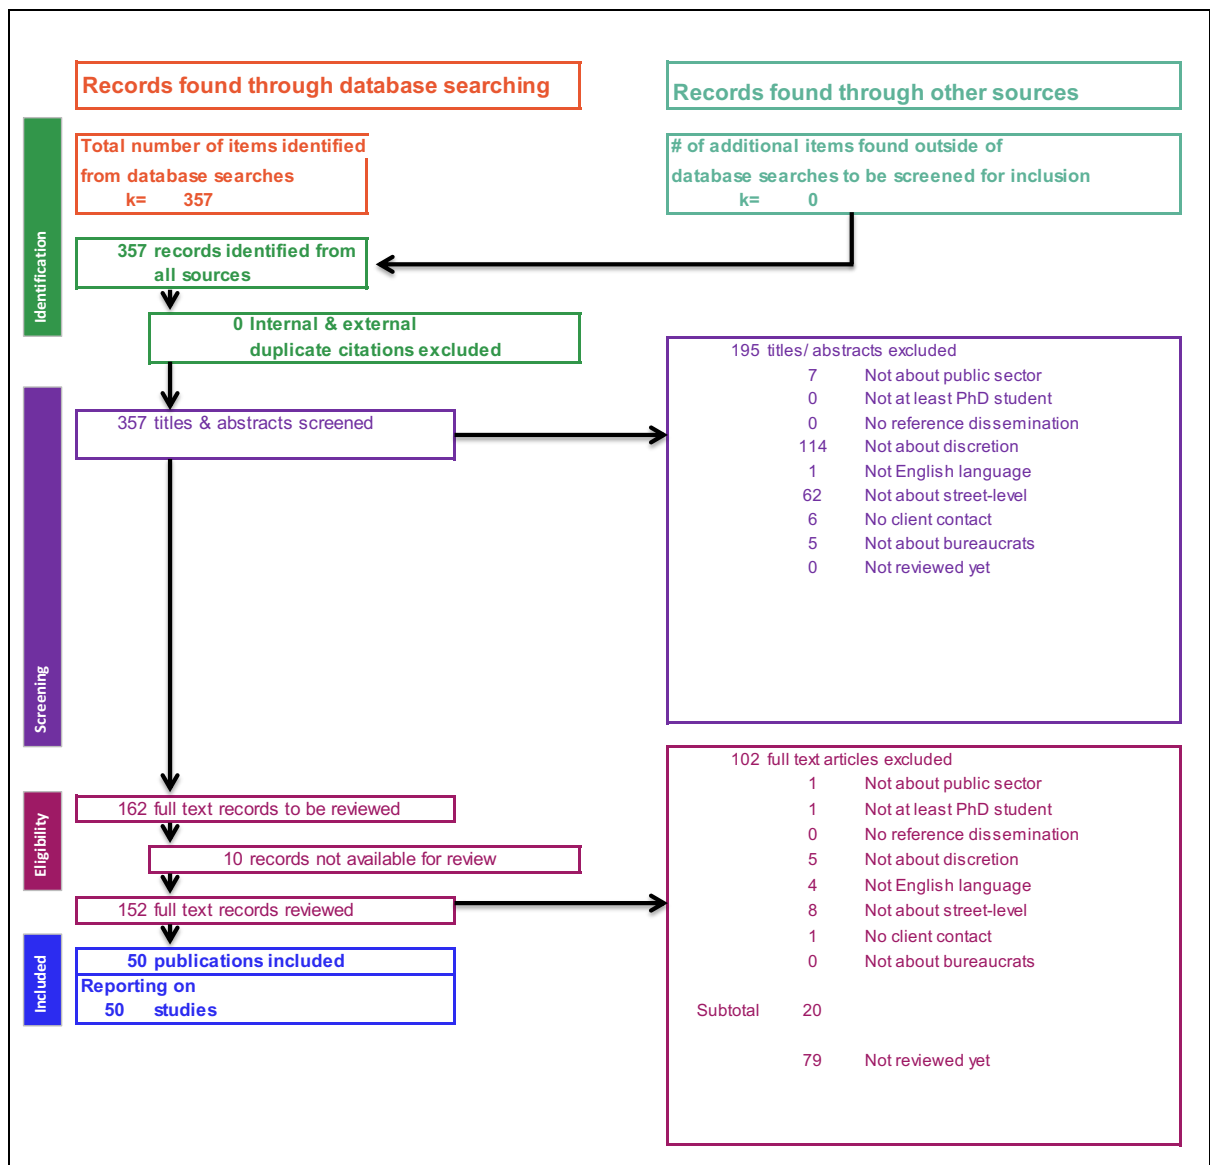 Records found through database searching
Records found through other sources
Identification
Total number of items identified
from database searches
k= 357
# of additional items found outside of
database searches to be screened for inclusion
k= 0
357 records identified from
all sources
0 Internal & external
duplicate citations excluded
Screening
357 titles & abstracts screened
195 titles/ abstracts excluded
7 Not about public sector
0 Not at least PhD student
0 No reference dissemination
114 Not about discretion
1 Not English language
62 Not about street-level
6 No client contact
5 Not about bureaucrats
0 Not reviewed yet
Eligibility
162 full text records to be reviewed
10 records not available for review
152 full text records reviewed
102 full text articles excluded
1 Not about public sector
1 Not at least PhD student
0 No reference dissemination
5 Not about discretion
4 Not English language
8 Not about street-level
1 No client contact
0 Not about bureaucrats
Subtotal 20
79 Not reviewed yet
Included
50 publications included
Reporting on
50 studies